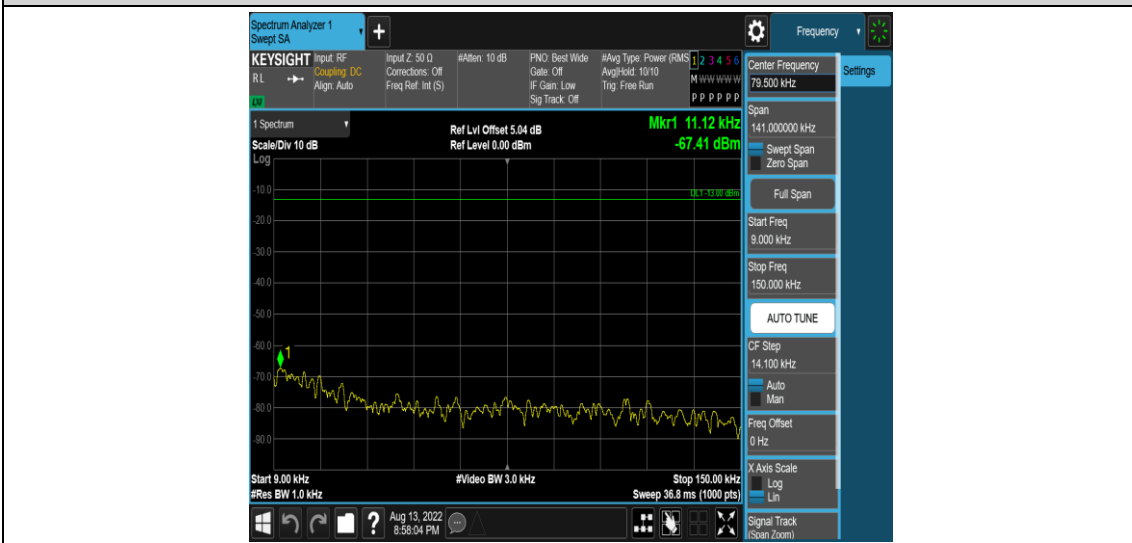 Spectrum Analyzer 1
Swept SA
+
Frequency
KEYSIGHT
RL
LNI
Input: RF
Coupling: DC
Align: Auto
Input Z: 50 Ω
Corrections: Off
Freq Ref: Int (S)
#Atten: 10 dB
PNO: Best Wide
Gate: Off
IF Gain: Low
Sig Track: Off
#Avg Type: Power (RMS
Avg|Hold: 10/10
Trig: Free Run
1 2 3 4 5 6
M W W W W W
P P P P P P
Center Frequency
79.500 kHz
Settings
1 Spectrum
Scale/Div 10 dB
Log
Ref Lvl Offset 5.04 dB
Ref Level 0.00 dBm
Mkr1 11.12 kHz
-67.41 dBm
DL1 -13.00 dBm
-10.0
-20.0
-30.0
-40.0
-50.0
-60.0
-70.0
-80.0
-90.0
1
Start 9.00 kHz
#Res BW 1.0 kHz
#Video BW 3.0 kHz
Stop 150.00 kHz
Sweep 36.8 ms (1000 pts)
Span
141.000000 kHz
Swept Span
Zero Span
Full Span
Start Freq
9.000 kHz
Stop Freq
150.000 kHz
AUTO TUNE
CF Step
14.100 kHz
Auto
Man
Freq Offset
0 Hz
X Axis Scale
Log
Lin
Signal Track
(Span Zoom)
?
Aug 13, 2022
8:58:04 PM